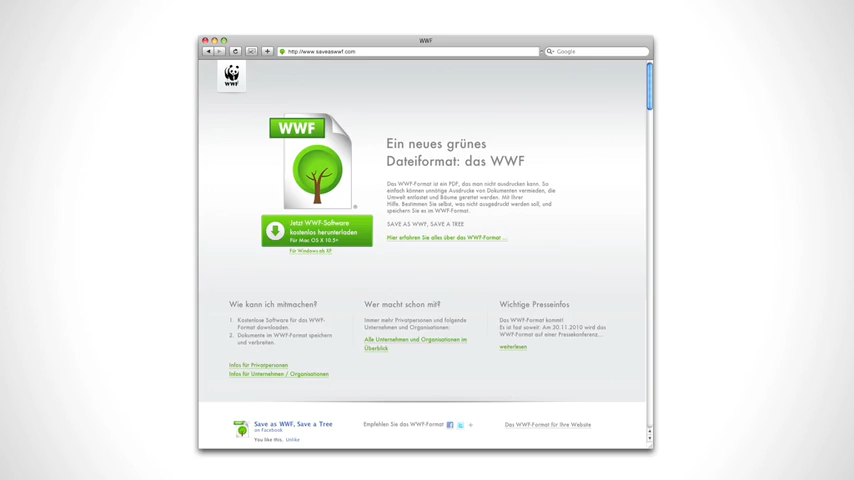 WWF
http://www.saveaswwf.com
Google
WWF
WWF
Ein neues grünes
Dateiformat: das WWF
Das WWF-Format ist ein PDF, das man nicht ausdrucken kann. So
einfach können unnötige Ausdrucke von Dokumenten vermieden, die
Umwelt entlastet und Bäume gerettet werden. Mit Ihrer
Hilfe. Bestimmen Sie selbst, was nicht ausgedruckt werden soll, und
speichern Sie es im WWF-Format.
SAVE AS WWF, SAVE A TREE
Hier erfahren Sie alles über das WWF-Format ...
Jetzt WWF-Software
kostenlos herunterladen
Für Mac OS X 10.5+
Für Windows ab XP
Wie kann ich mitmachen?
1. Kostenlose Software für das WWF-
Format downloaden.
2. Dokumente im WWF-Format speichern
und verbreiten.
Infos für Privatpersonen
Infos für Unternehmen / Organisationen
Wer macht schon mit?
Immer mehr Privatpersonen und folgende
Unternehmen und Organisationen:
Alle Unternehmen und Organisationen im
Überblick
Wichtige Presseinfos
Das WWF-Format kommt!
Es ist had soweit: Am 30.11.2010 wird das
WWF-Format auf einer Pressekonferenz...
weiterlesen
Save as WWF, Save a Tree
on Facebook
You like this. Unlike
Empfehlen Sie das WWF-Format
Das WWF-Format für Ihre Website